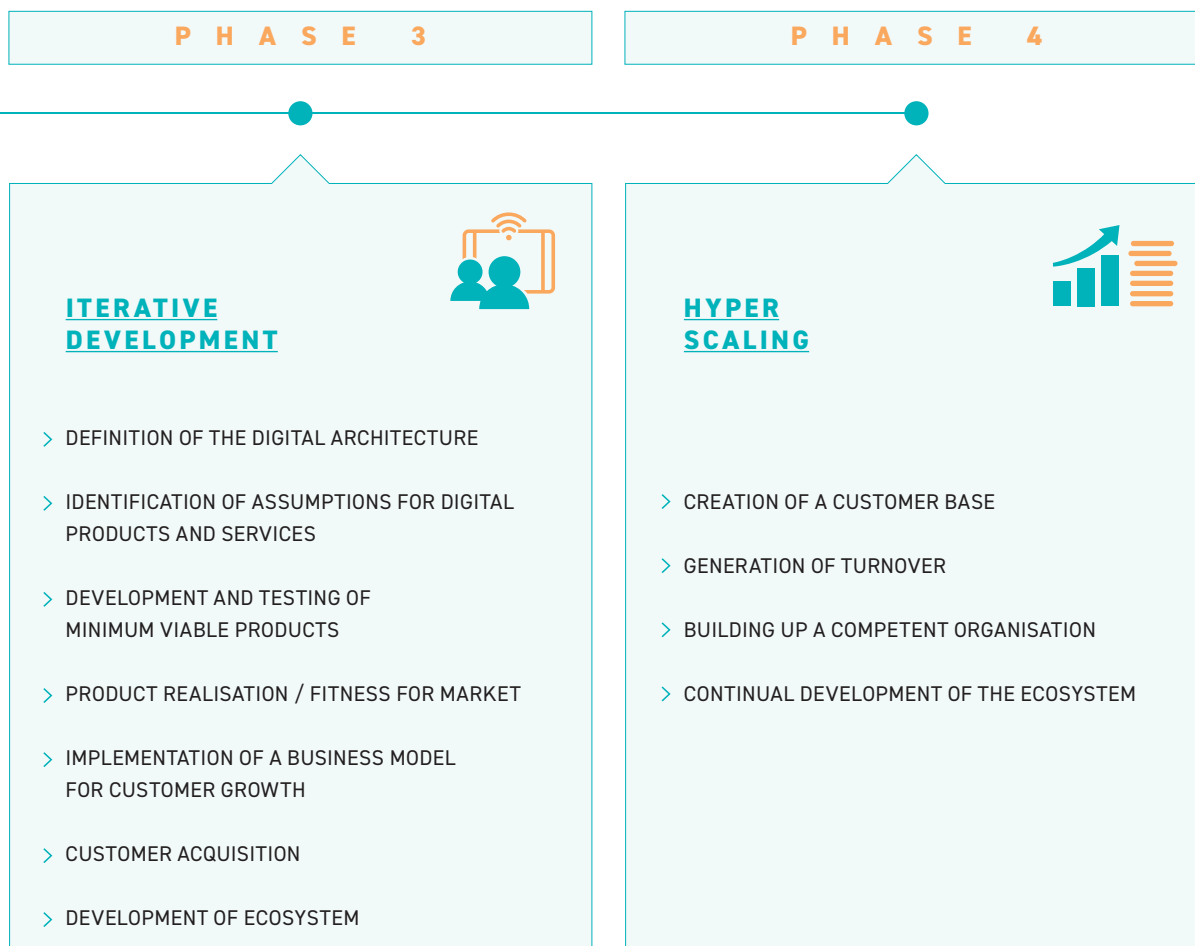 PHASE 3
PHASE 4
ITERATIVE
DEVELOPMENT
DEFINITION OF THE DIGITAL ARCHITECTURE
IDENTIFICATION OF ASSUMPTIONS FOR DIGITAL
PRODUCTS AND SERVICES
DEVELOPMENT AND TESTING OF
MINIMUM VIABLE PRODUCTS
PRODUCT REALISATION / FITNESS FOR MARKET
IMPLEMENTATION OF A BUSINESS MODEL
FOR CUSTOMER GROWTH
CUSTOMER ACQUISITION
DEVELOPMENT OF ECOSYSTEM
HYPER
SCALING
CREATION OF A CUSTOMER BASE
GENERATION OF TURNOVER
BUILDING UP A COMPETENT ORGANISATION
CONTINUAL DEVELOPMENT OF THE ECOSYSTEM